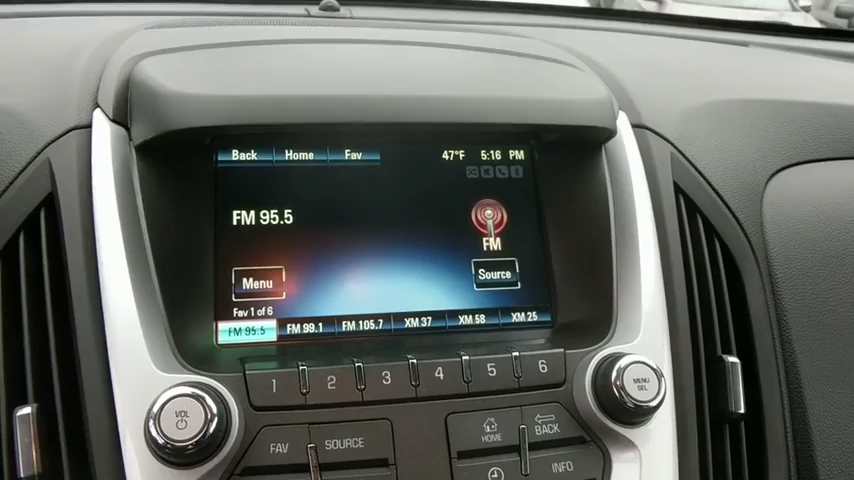 Back Home Fav 47°F 5:16 PM
FM 95.5
FM
Menu Source
Fav 1 of 6
FM 95.5 FM 99.1 FM 105.7 XM 37 XM 58 XM 25
1 2 3 4 5 6
VOL
MENU
SEL
FAV SOURCE
HOME BACK
INFO